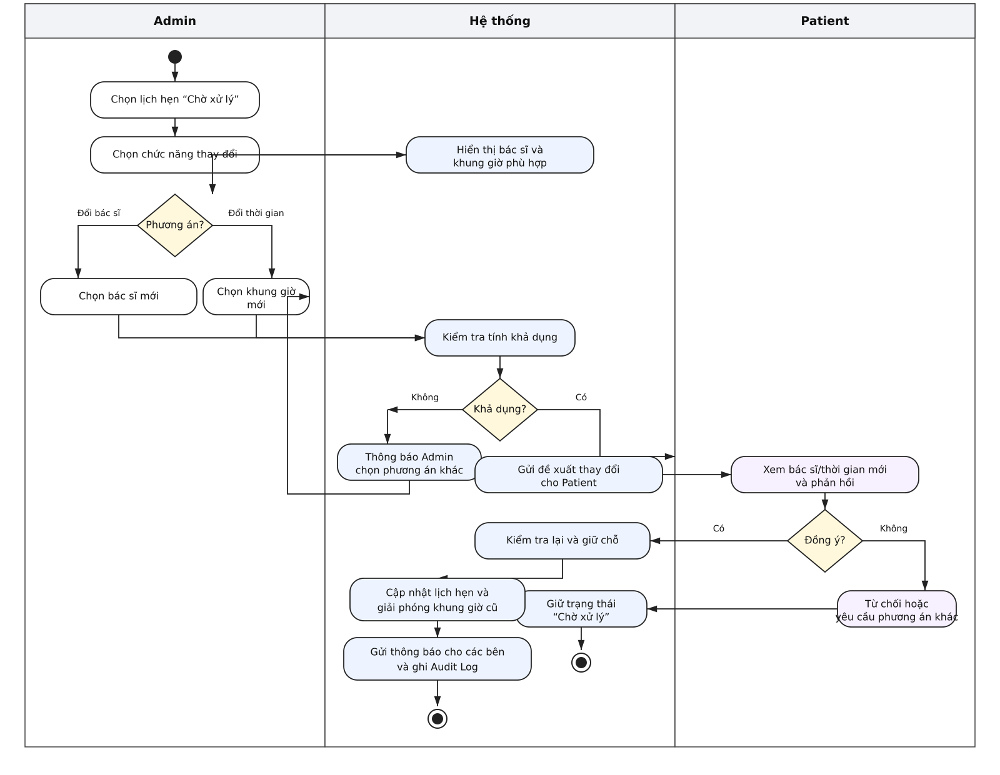 Admin
Hệ thống
Patient
Chọn lịch hẹn “Chờ xử lý”
Chọn chức năng thay đổi
Hiển thị bác sĩ và
khung giờ phù hợp
Đổi bác sĩ
Đổi thời gian
Phương án?
Chọn bác sĩ mới
Chọn khung giờ
mới
Kiểm tra tính khả dụng
Không
Có
Khả dụng?
Thông báo Admin
chọn phương án khác
Gửi đề xuất thay đổi
cho Patient
Xem bác sĩ/thời gian mới
và phản hồi
Có
Không
Đồng ý?
Kiểm tra lại và giữ chỗ
Cập nhật lịch hẹn và
giải phóng khung giờ cũ
Giữ trạng thái
“Chờ xử lý”
Từ chối hoặc
yêu cầu phương án khác
Gửi thông báo cho các bên
và ghi Audit Log